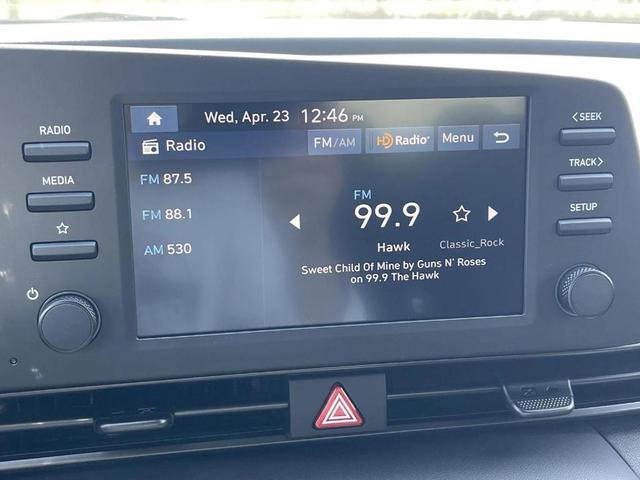 Wed, Apr. 23 12:46 PM
RADIO
MEDIA
Radio
FM/AM
HD Radio
Menu
FM 87.5
FM 88.1
AM 530
FM
99.9
Hawk
Classic_Rock
Sweet Child Of Mine by Guns N' Roses
on 99.9 The Hawk
<SEEK
TRACK>
SETUP